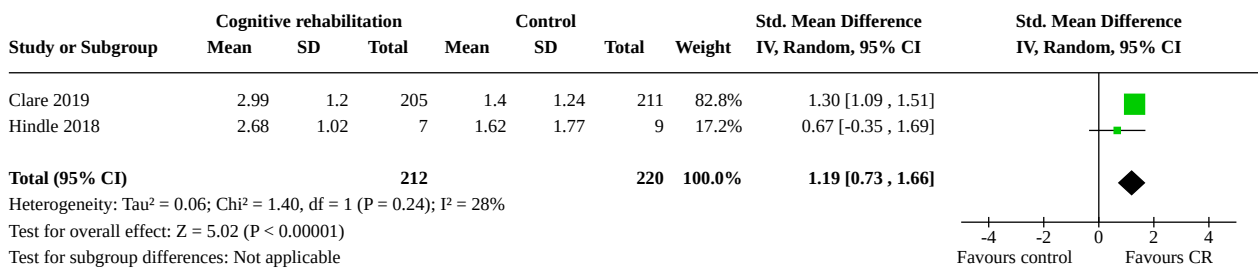 Cognitive rehabilitation Control Std. Mean Difference Std. Mean Difference
Study or Subgroup Mean SD Total Mean SD Total Weight IV, Random, 95% CI IV, Random, 95% CI
Clare 2019 2.99 1.2 205 1.4 1.24 211 82.8% 1.30 [1.09 , 1.51]
Hindle 2018 2.68 1.02 7 1.62 1.77 9 17.2% 0.67 [-0.35 , 1.69]
Total (95% CI) 212 220 100.0% 1.19 [0.73 , 1.66]
Heterogeneity: Tau² = 0.06; Chi² = 1.40, df = 1 (P = 0.24); I² = 28%
Test for overall effect: Z = 5.02 (P < 0.00001)
-4 -2 0 2 4
Test for subgroup differences: Not applicable
Favours control Favours CR